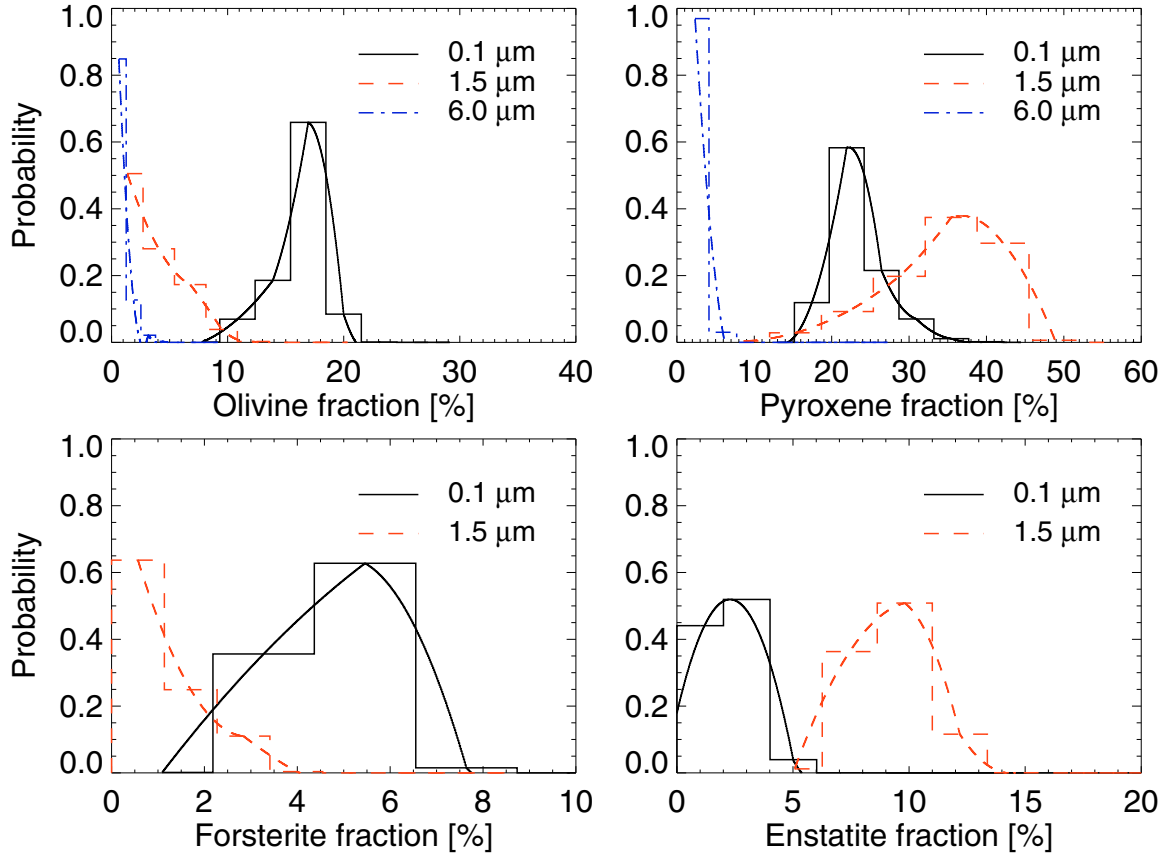 1.0
0.8
0.6
0.4
0.2
0.0
Probability
0.1 μm
1.5 μm
6.0 μm
0 10 20 30 40
Olivine fraction [%]
1.0
0.8
0.6
0.4
0.2
0.0
0.1 μm
1.5 μm
6.0 μm
0 10 20 30 40 50 60
Pyroxene fraction [%]
1.0
0.8
0.6
0.4
0.2
0.0
Probability
0.1 μm
1.5 μm
0 2 4 6 8 10
Forsterite fraction [%]
1.0
0.8
0.6
0.4
0.2
0.0
0.1 μm
1.5 μm
0 5 10 15 20
Enstatite fraction [%]